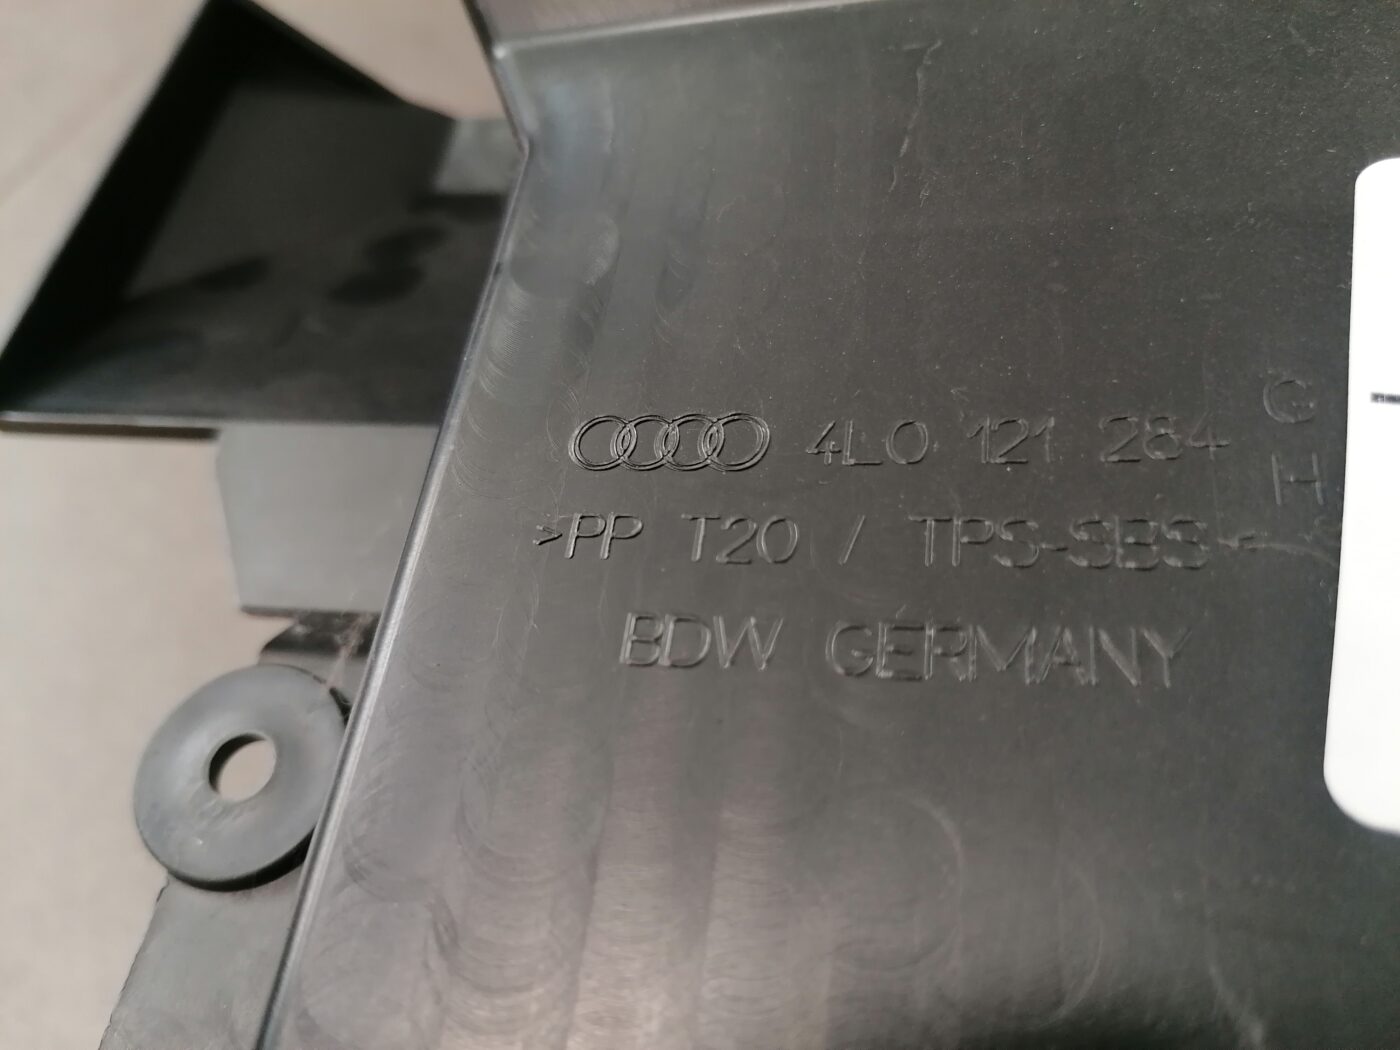 4L0 121 284 G
H
>PP T20 / TPS-SBS<
BDW GERMANY